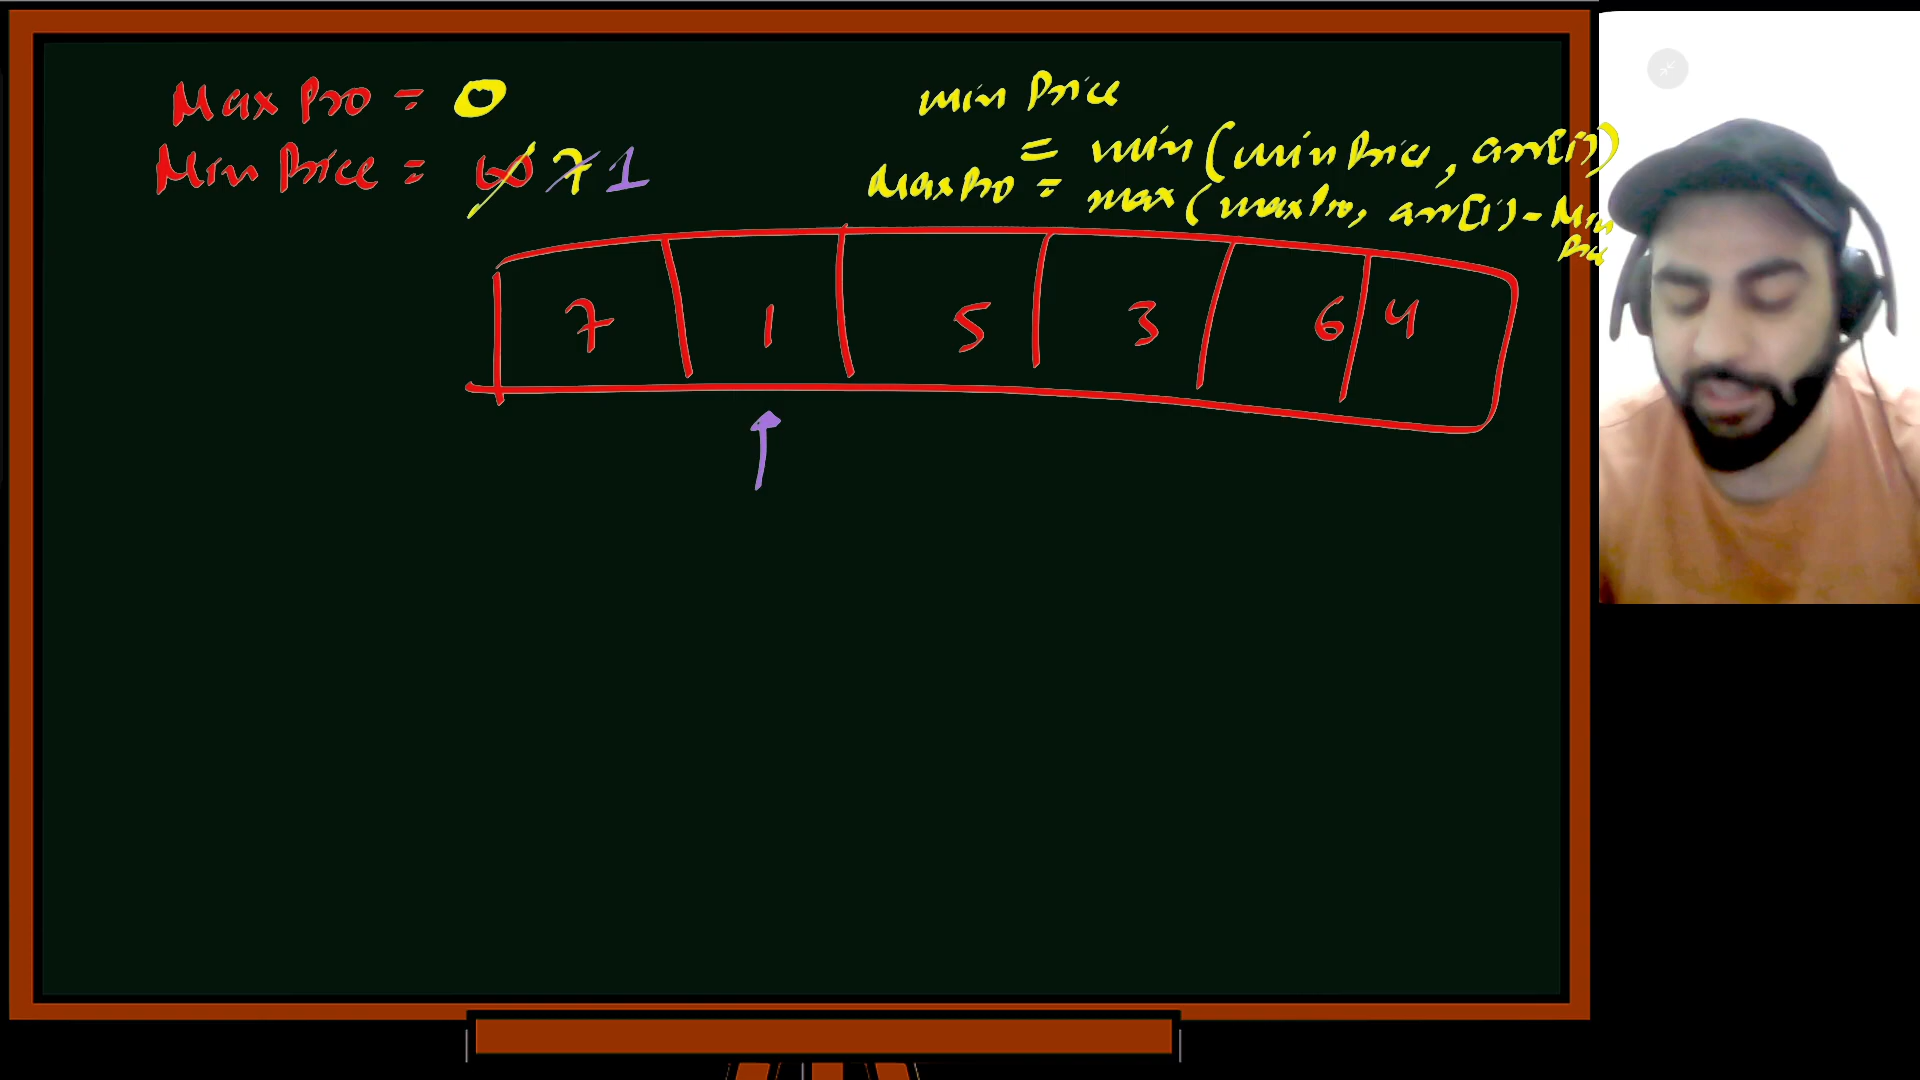 Max Pro = 0
Min Price = ∞ 7 1
min Price
= min (min Price, arr[i])
Max Pro = max (max Pro, arr[i] - Min
Price
7 1 5 3 6 4